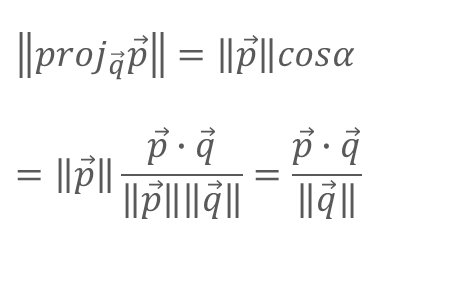 ‖proj_q⃗ p⃗‖ = ‖p⃗‖cosα
= ‖p⃗‖ (p⃗ · q⃗)/(‖p⃗‖‖q⃗‖) = (p⃗ · q⃗)/‖q⃗‖